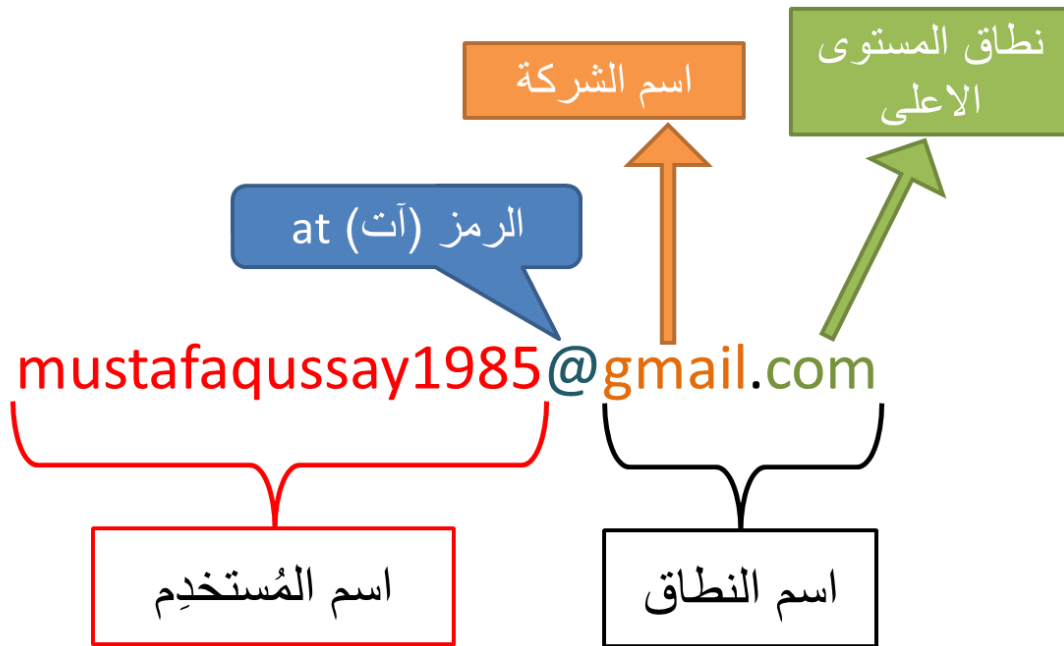 نطاق المستوى
الاعلى
اسم الشركة
الرمز (آت) at
mustafaqussay1985@gmail.com
اسم المُستخدِم
اسم النطاق